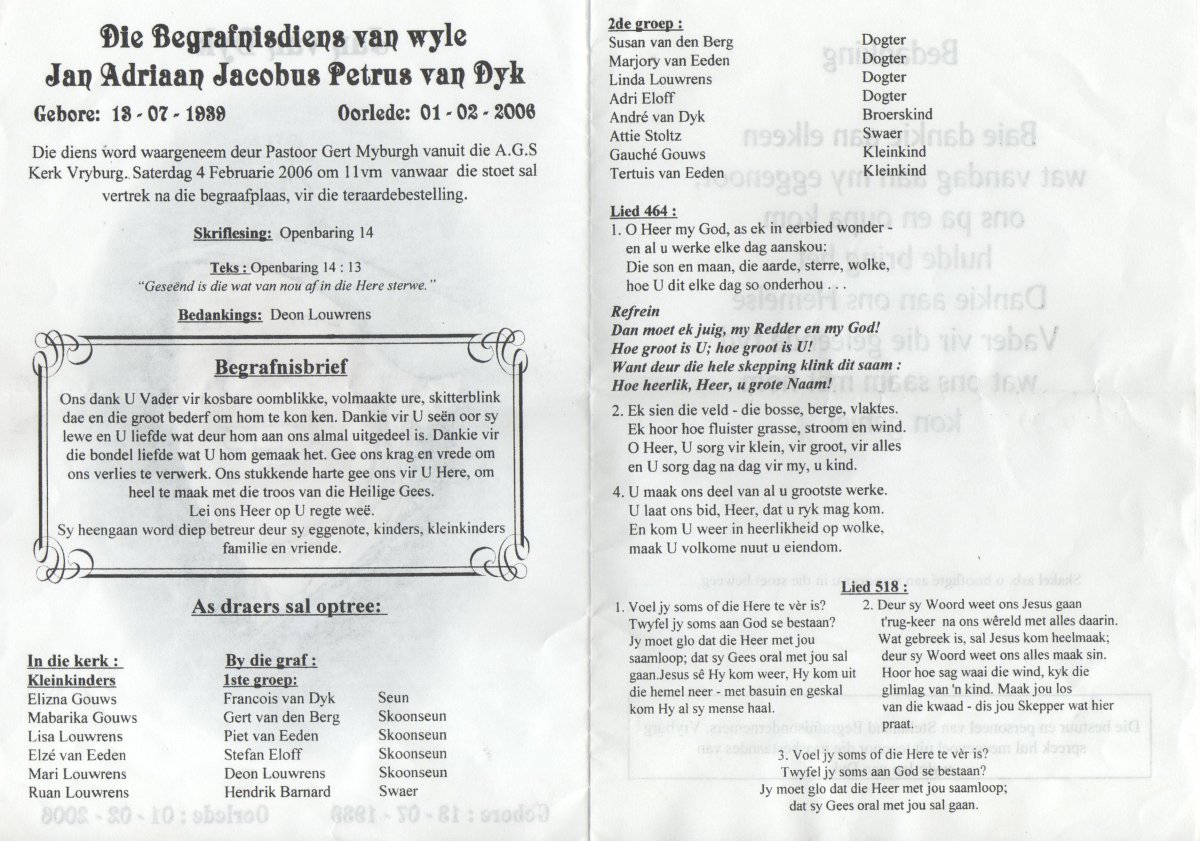 Die Begrafnisdiens van wyle
Jan Adriaan Jacobus Petrus van Dyk
Gebore: 13 - 07 - 1939 Oorlede: 01 - 02 - 2006
Die diens word waargeneem deur Pastoor Gert Myburgh vanuit die A.G.S
Kerk Vryburg. Saterdag 4 Februarie 2006 om 11vm vanwaar die stoet sal
vertrek na die begraafplaas, vir die teraardebestelling.
Skriflesing: Openbaring 14
Teks : Openbaring 14 : 13
“Geseënd is die wat van nou af in die Here sterwe.”
Bedankings: Deon Louwrens
Begrafnisbrief
Ons dank U Vader vir kosbare oomblikke, volmaakte ure, skitterblink
dae en die groot bederf om hom te kon ken. Dankie vir U seën oor sy
lewe en U liefde wat deur hom aan ons almal uitgedeel is. Dankie vir
die bondel liefde wat U hom gemaak het. Gee ons krag en vrede om
ons verlies te verwerk. Ons stukkende harte gee ons vir U Here, om
heel te maak met die troos van die Heilige Gees.
Lei ons Heer op U regte weë.
Sy heengaan word diep betreur deur sy eggenote, kinders, kleinkinders
familie en vriende.
As draers sal optree:
In die kerk :
Kleinkinders
Elizna Gouws
Mabarika Gouws
Lisa Louwrens
Elzé van Eeden
Mari Louwrens
Ruan Louwrens
By die graf :
1ste groep:
Francois van Dyk Seun
Gert van den Berg Skoonseun
Piet van Eeden Skoonseun
Stefan Eloff Skoonseun
Deon Louwrens Skoonseun
Hendrik Barnard Swaer
2de groep :
Susan van den Berg Dogter
Marjory van Eeden Dogter
Linda Louwrens Dogter
Adri Eloff Dogter
André van Dyk Broerskind
Attie Stoltz Swaer
Gauché Gouws Kleinkind
Tertuis van Eeden Kleinkind
Lied 464 :
1. O Heer my God, as ek in eerbied wonder -
en al u werke elke dag aanskou:
Die son en maan, die aarde, sterre, wolke,
hoe U dit elke dag so onderhou . . .
Refrein
Dan moet ek juig, my Redder en my God!
Hoe groot is U; hoe groot is U!
Want deur die hele skepping klink dit saam :
Hoe heerlik, Heer, u grote Naam!
2. Ek sien die veld - die bosse, berge, vlaktes.
Ek hoor hoe fluister grasse, stroom en wind.
O Heer, U sorg vir klein, vir groot, vir alles
en U sorg dag na dag vir my, u kind.
4. U maak ons deel van al u grootste werke.
U laat ons bid, Heer, dat u ryk mag kom.
En kom U weer in heerlikheid op wolke,
maak U volkome nuut u eiendom.
Lied 518 :
1. Voel jy soms of die Here te vèr is?
Twyfel jy soms aan God se bestaan?
Jy moet glo dat die Heer met jou
saamloop; dat sy Gees oral met jou sal
gaan.Jesus sê Hy kom weer, Hy kom uit
die hemel neer - met basuin en geskal
kom Hy al sy mense haal.
2. Deur sy Woord weet ons Jesus gaan
t'rug-keer na ons wêreld met alles daarin.
Wat gebreek is, sal Jesus kom heelmaak;
deur sy Woord weet ons alles maak sin.
Hoor hoe sag waai die wind, kyk die
glimlag van 'n kind. Maak jou los
van die kwaad - dis jou Skepper wat hier
praat.
3. Voel jy soms of die Here te vèr is?
Twyfel jy soms aan God se bestaan?
Jy moet glo dat die Heer met jou saamloop;
dat sy Gees oral met jou sal gaan.